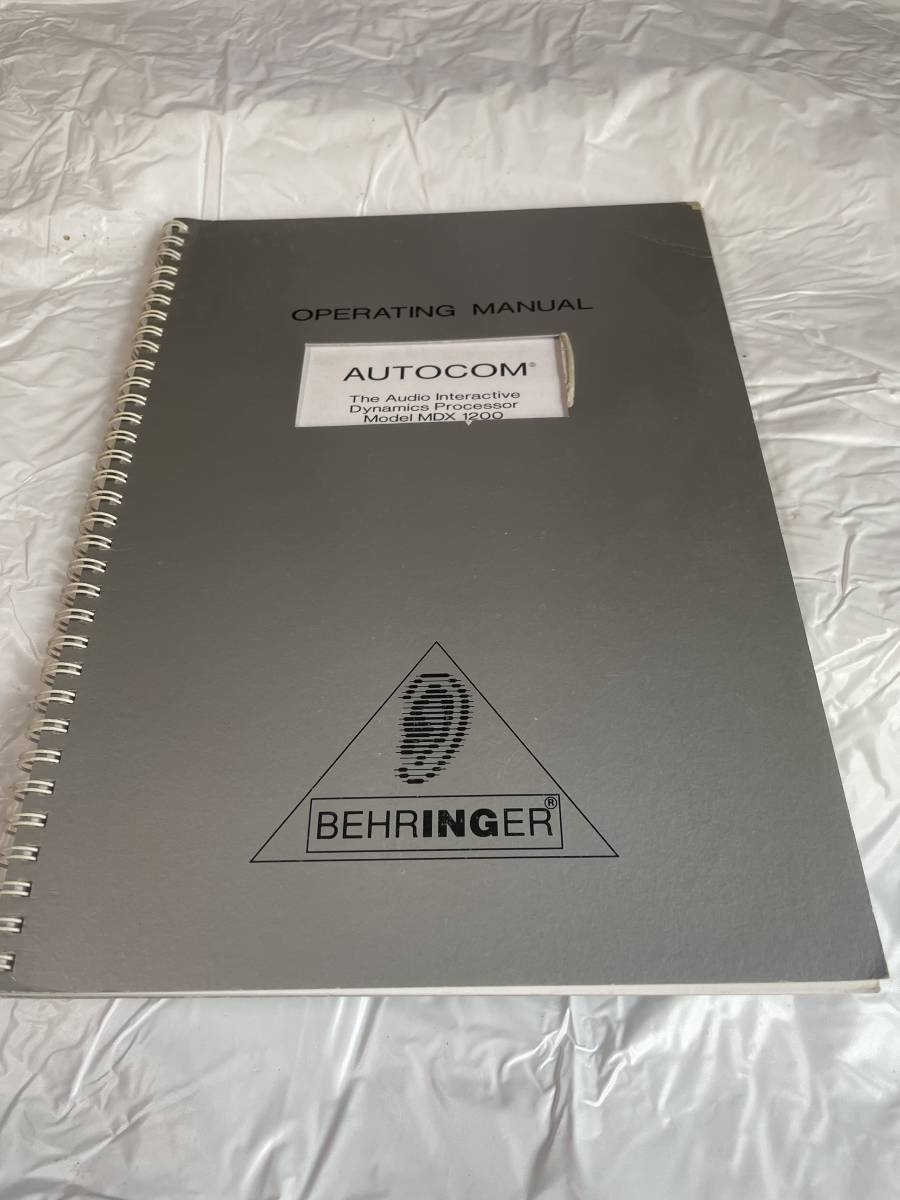 OPERATING MANUAL
AUTOCOM®
The Audio Interactive
Dynamics Processor
Model MDX 1200
BEHRINGER®